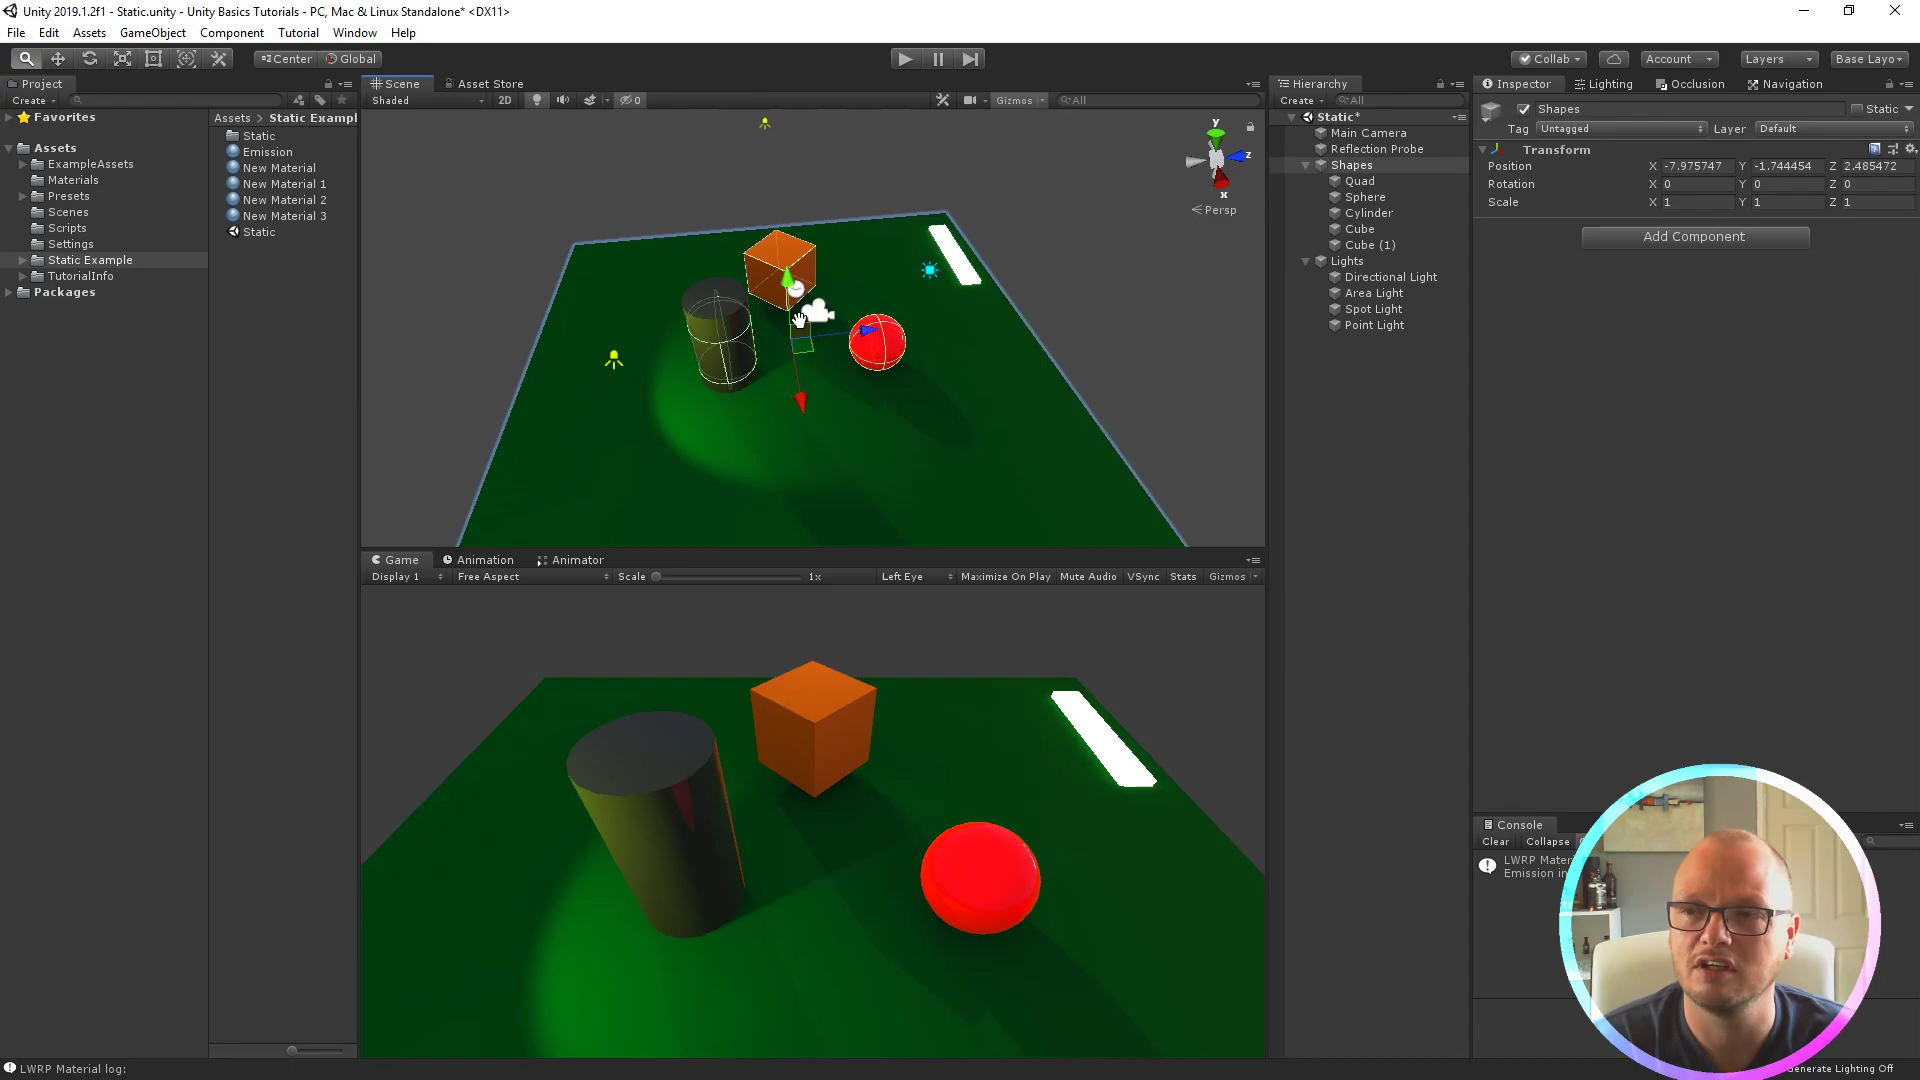 Unity 2019.1.2f1 - Static.unity - Unity Basics Tutorials - PC, Mac & Linux Standalone* <DX11>
File Edit Assets GameObject Component Tutorial Window Help
Center Global Collab Account Layers Base Layo
Project
Create
Favorites
Assets
ExampleAssets
Materials
Presets
Scenes
Scripts
Settings
Static Example
TutorialInfo
Packages
Assets > Static Exampl
Static
Emission
New Material
New Material 1
New Material 2
New Material 3
Static
Scene Asset Store
Shaded 2D 0 Gizmos All
y
z
x
Persp
Game Animation Animator
Display 1 Free Aspect Scale 1x Left Eye Maximize On Play Mute Audio VSync Stats Gizmos
Hierarchy
Create All
Static*
Main Camera
Reflection Probe
Shapes
Quad
Sphere
Cylinder
Cube
Cube (1)
Lights
Directional Light
Area Light
Spot Light
Point Light
Inspector Lighting Occlusion Navigation
Shapes Static
Tag Untagged Layer Default
Transform
Position X -7.975747 Y -1.744454 Z 2.485472
Rotation X 0 Y 0 Z 0
Scale X 1 Y 1 Z 1
Add Component
Console
Clear Collapse
LWRP Materi
Emission in
LWRP Material log:
enerate Lighting Off